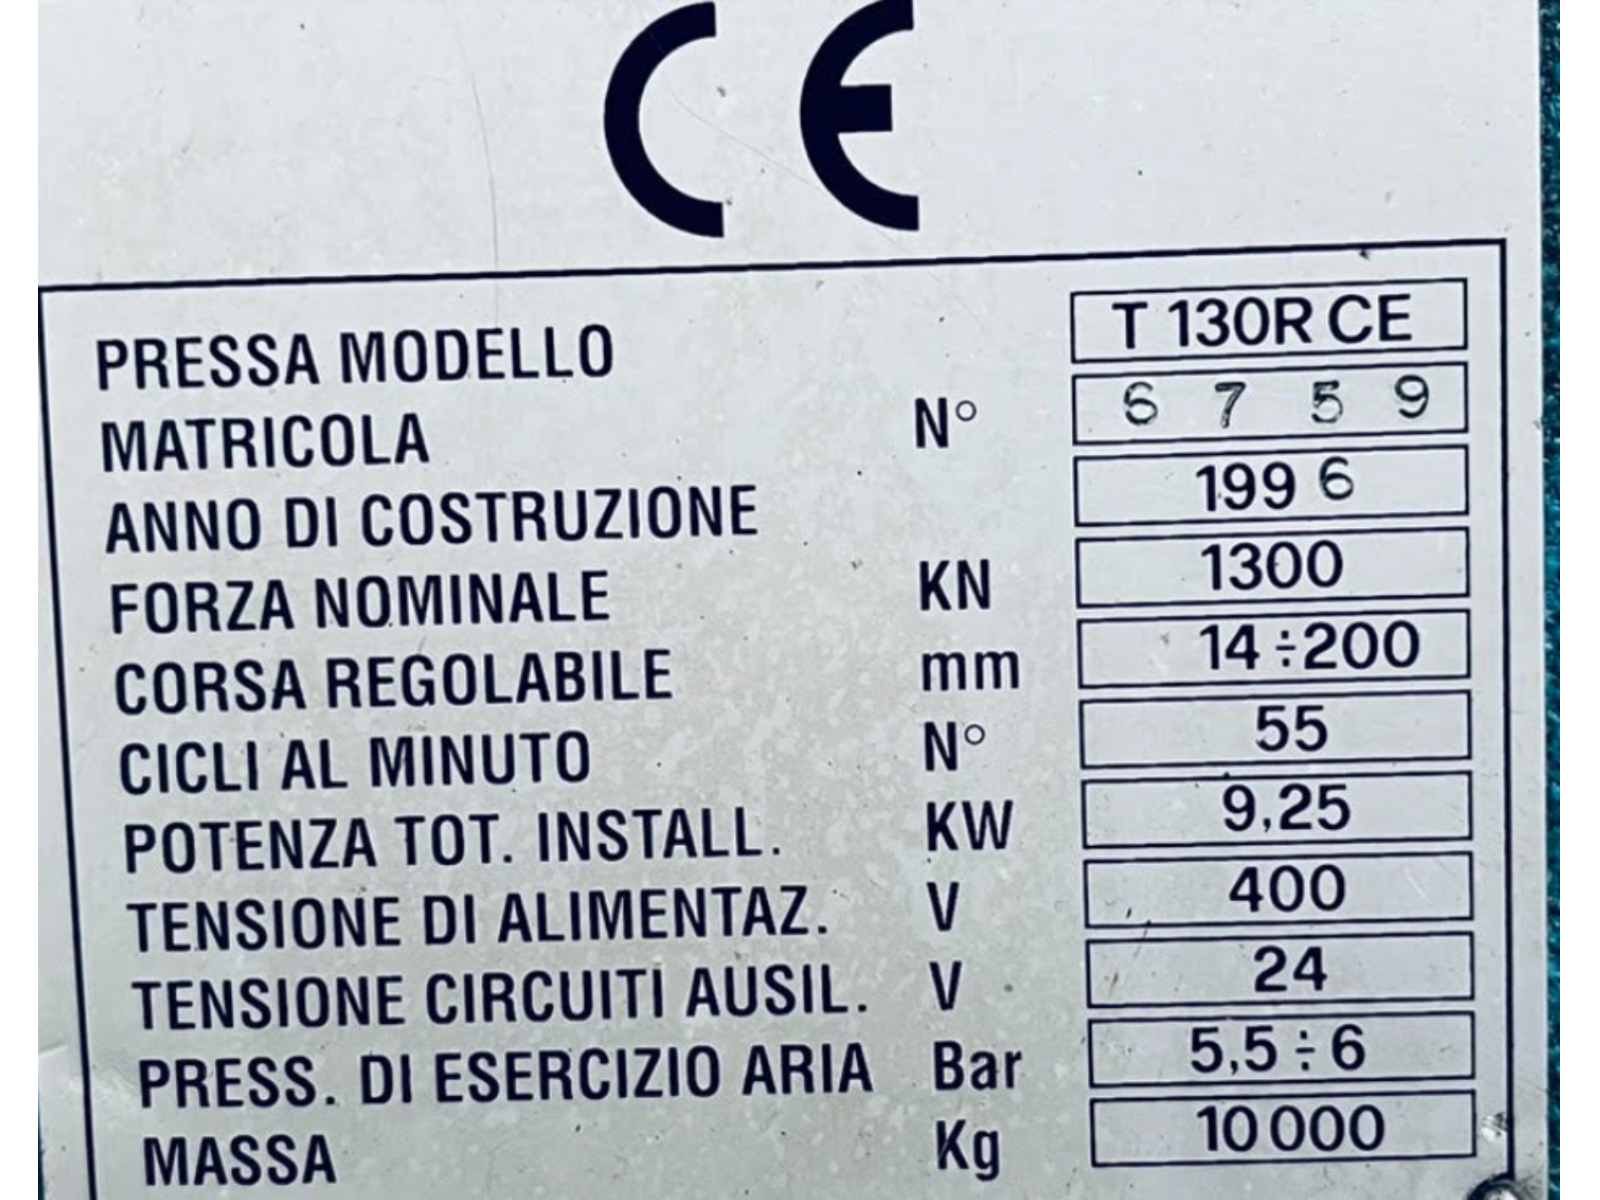 CE
PRESSA MODELLO T 130R CE
MATRICOLA N° 6 7 5 9
ANNO DI COSTRUZIONE 199 6
FORZA NOMINALE KN 1300
CORSA REGOLABILE mm 14÷200
CICLI AL MINUTO N° 55
POTENZA TOT. INSTALL. KW 9,25
TENSIONE DI ALIMENTAZ. V 400
TENSIONE CIRCUITI AUSIL. V 24
PRESS. DI ESERCIZIO ARIA Bar 5,5÷6
MASSA Kg 10000